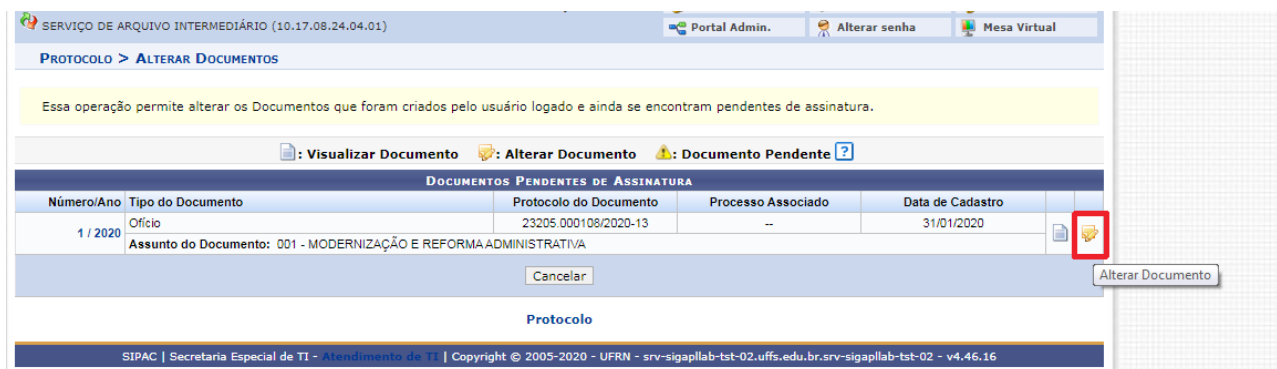 SERVIÇO DE ARQUIVO INTERMEDIÁRIO (10.17.08.24.04.01)
Portal Admin. Alterar senha Mesa Virtual
PROTOCOLO > ALTERAR DOCUMENTOS
Essa operação permite alterar os Documentos que foram criados pelo usuário logado e ainda se encontram pendentes de assinatura.
: Visualizar Documento : Alterar Documento : Documento Pendente ?
DOCUMENTOS PENDENTES DE ASSINATURA
Número/Ano Tipo do Documento Protocolo do Documento Processo Associado Data de Cadastro
1 / 2020 Ofício 23205.000108/2020-13 -- 31/01/2020
Assunto do Documento: 001 - MODERNIZAÇÃO E REFORMA ADMINISTRATIVA
Cancelar
Alterar Documento
Protocolo
SIPAC | Secretaria Especial de TI - Atendimento de TI | Copyright © 2005-2020 - UFRN - srv-sigapllab-tst-02.uffs.edu.br.srv-sigapllab-tst-02 - v4.46.16